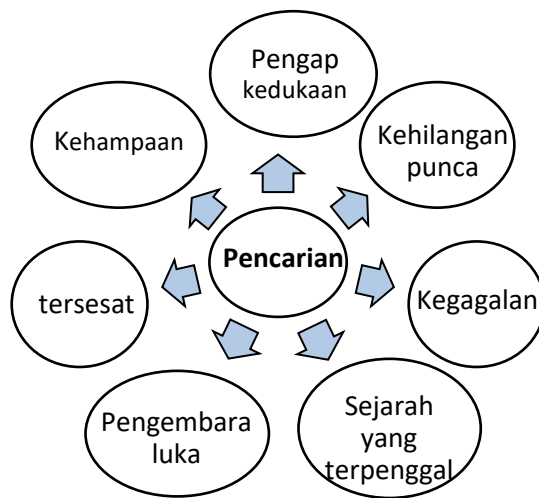 Pengap
kedukaan
Kehampaan
Kehilangan
punca
Pencarian
tersesat
Kegagalan
Pengembara
luka
Sejarah
yang
terpenggal